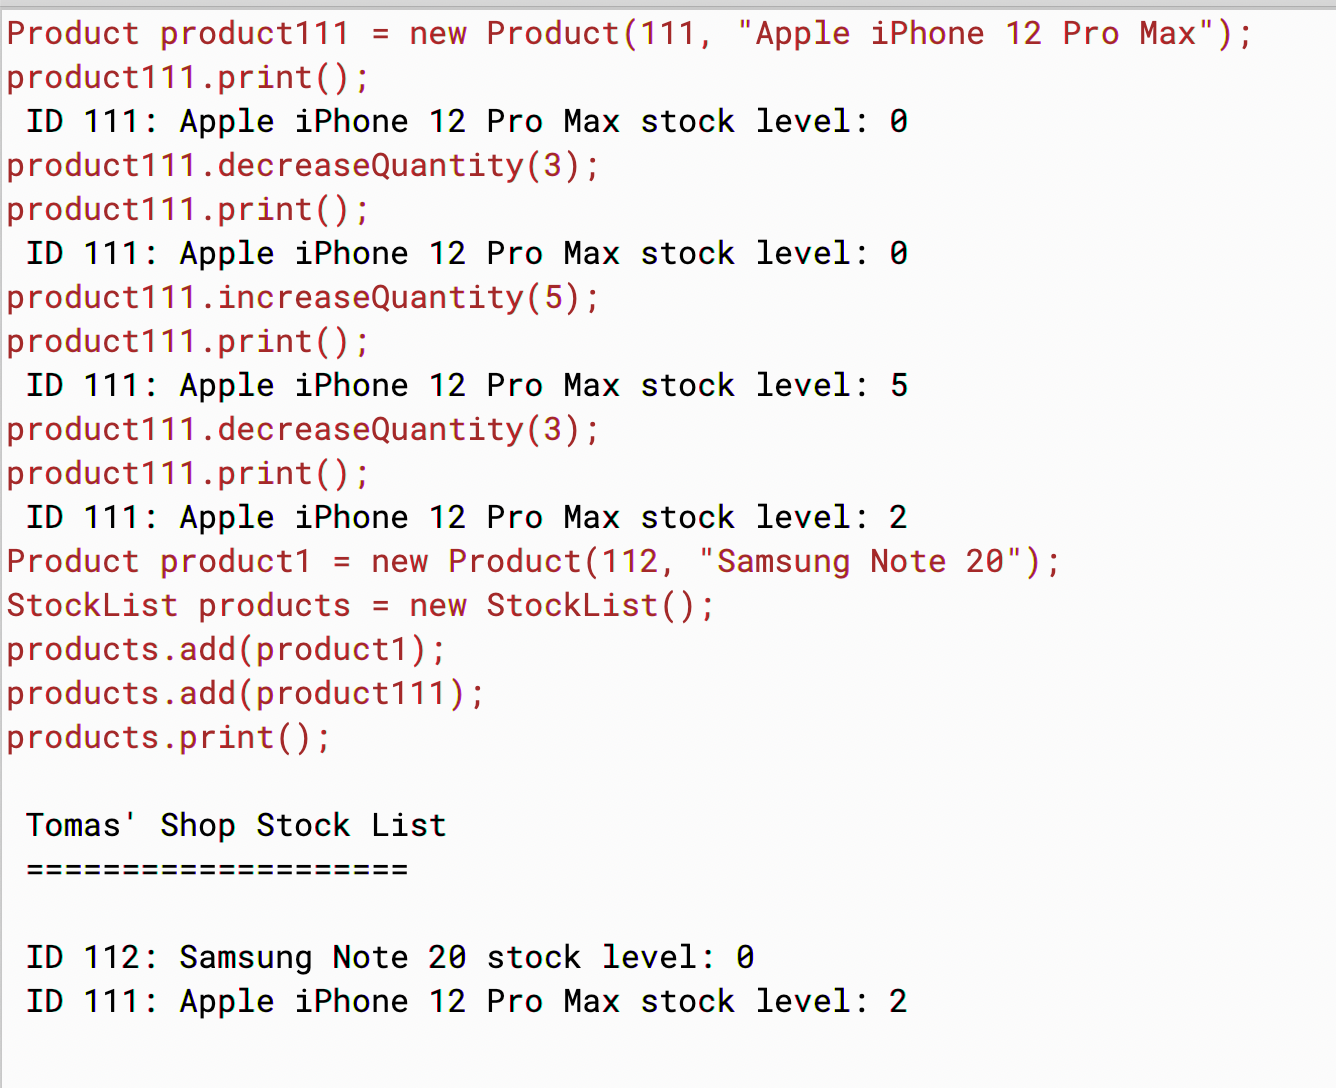 Product product111 = new Product(111, "Apple iPhone 12 Pro Max");
product111.print();
ID 111: Apple iPhone 12 Pro Max stock level: 0
product111.decreaseQuantity(3);
product111.print();
ID 111: Apple iPhone 12 Pro Max stock level: 0
product111.increaseQuantity(5);
product111.print();
ID 111: Apple iPhone 12 Pro Max stock level: 5
product111.decreaseQuantity(3);
product111.print();
ID 111: Apple iPhone 12 Pro Max stock level: 2
Product product1 = new Product(112, "Samsung Note 20");
StockList products = new StockList();
products.add(product1);
products.add(product111);
products.print();
Tomas' Shop Stock List
====================
ID 112: Samsung Note 20 stock level: 0
ID 111: Apple iPhone 12 Pro Max stock level: 2